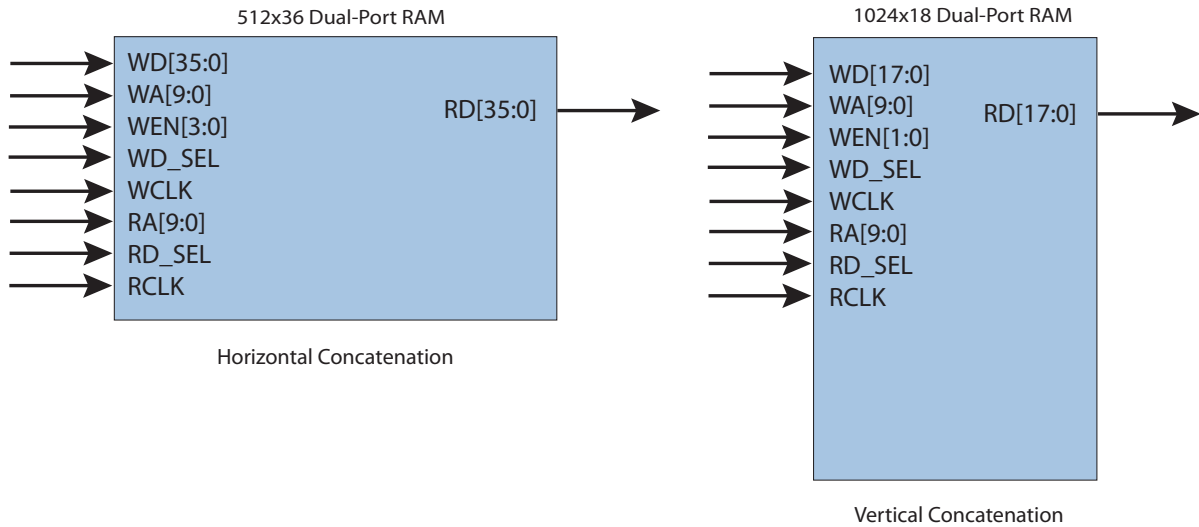 512x36 Dual-Port RAM
WD[35:0]
WA[9:0]
WEN[3:0]
WD_SEL
WCLK
RA[9:0]
RD_SEL
RCLK
RD[35:0]
Horizontal Concatenation
1024x18 Dual-Port RAM
WD[17:0]
WA[9:0]
WEN[1:0]
WD_SEL
WCLK
RA[9:0]
RD_SEL
RCLK
RD[17:0]
Vertical Concatenation